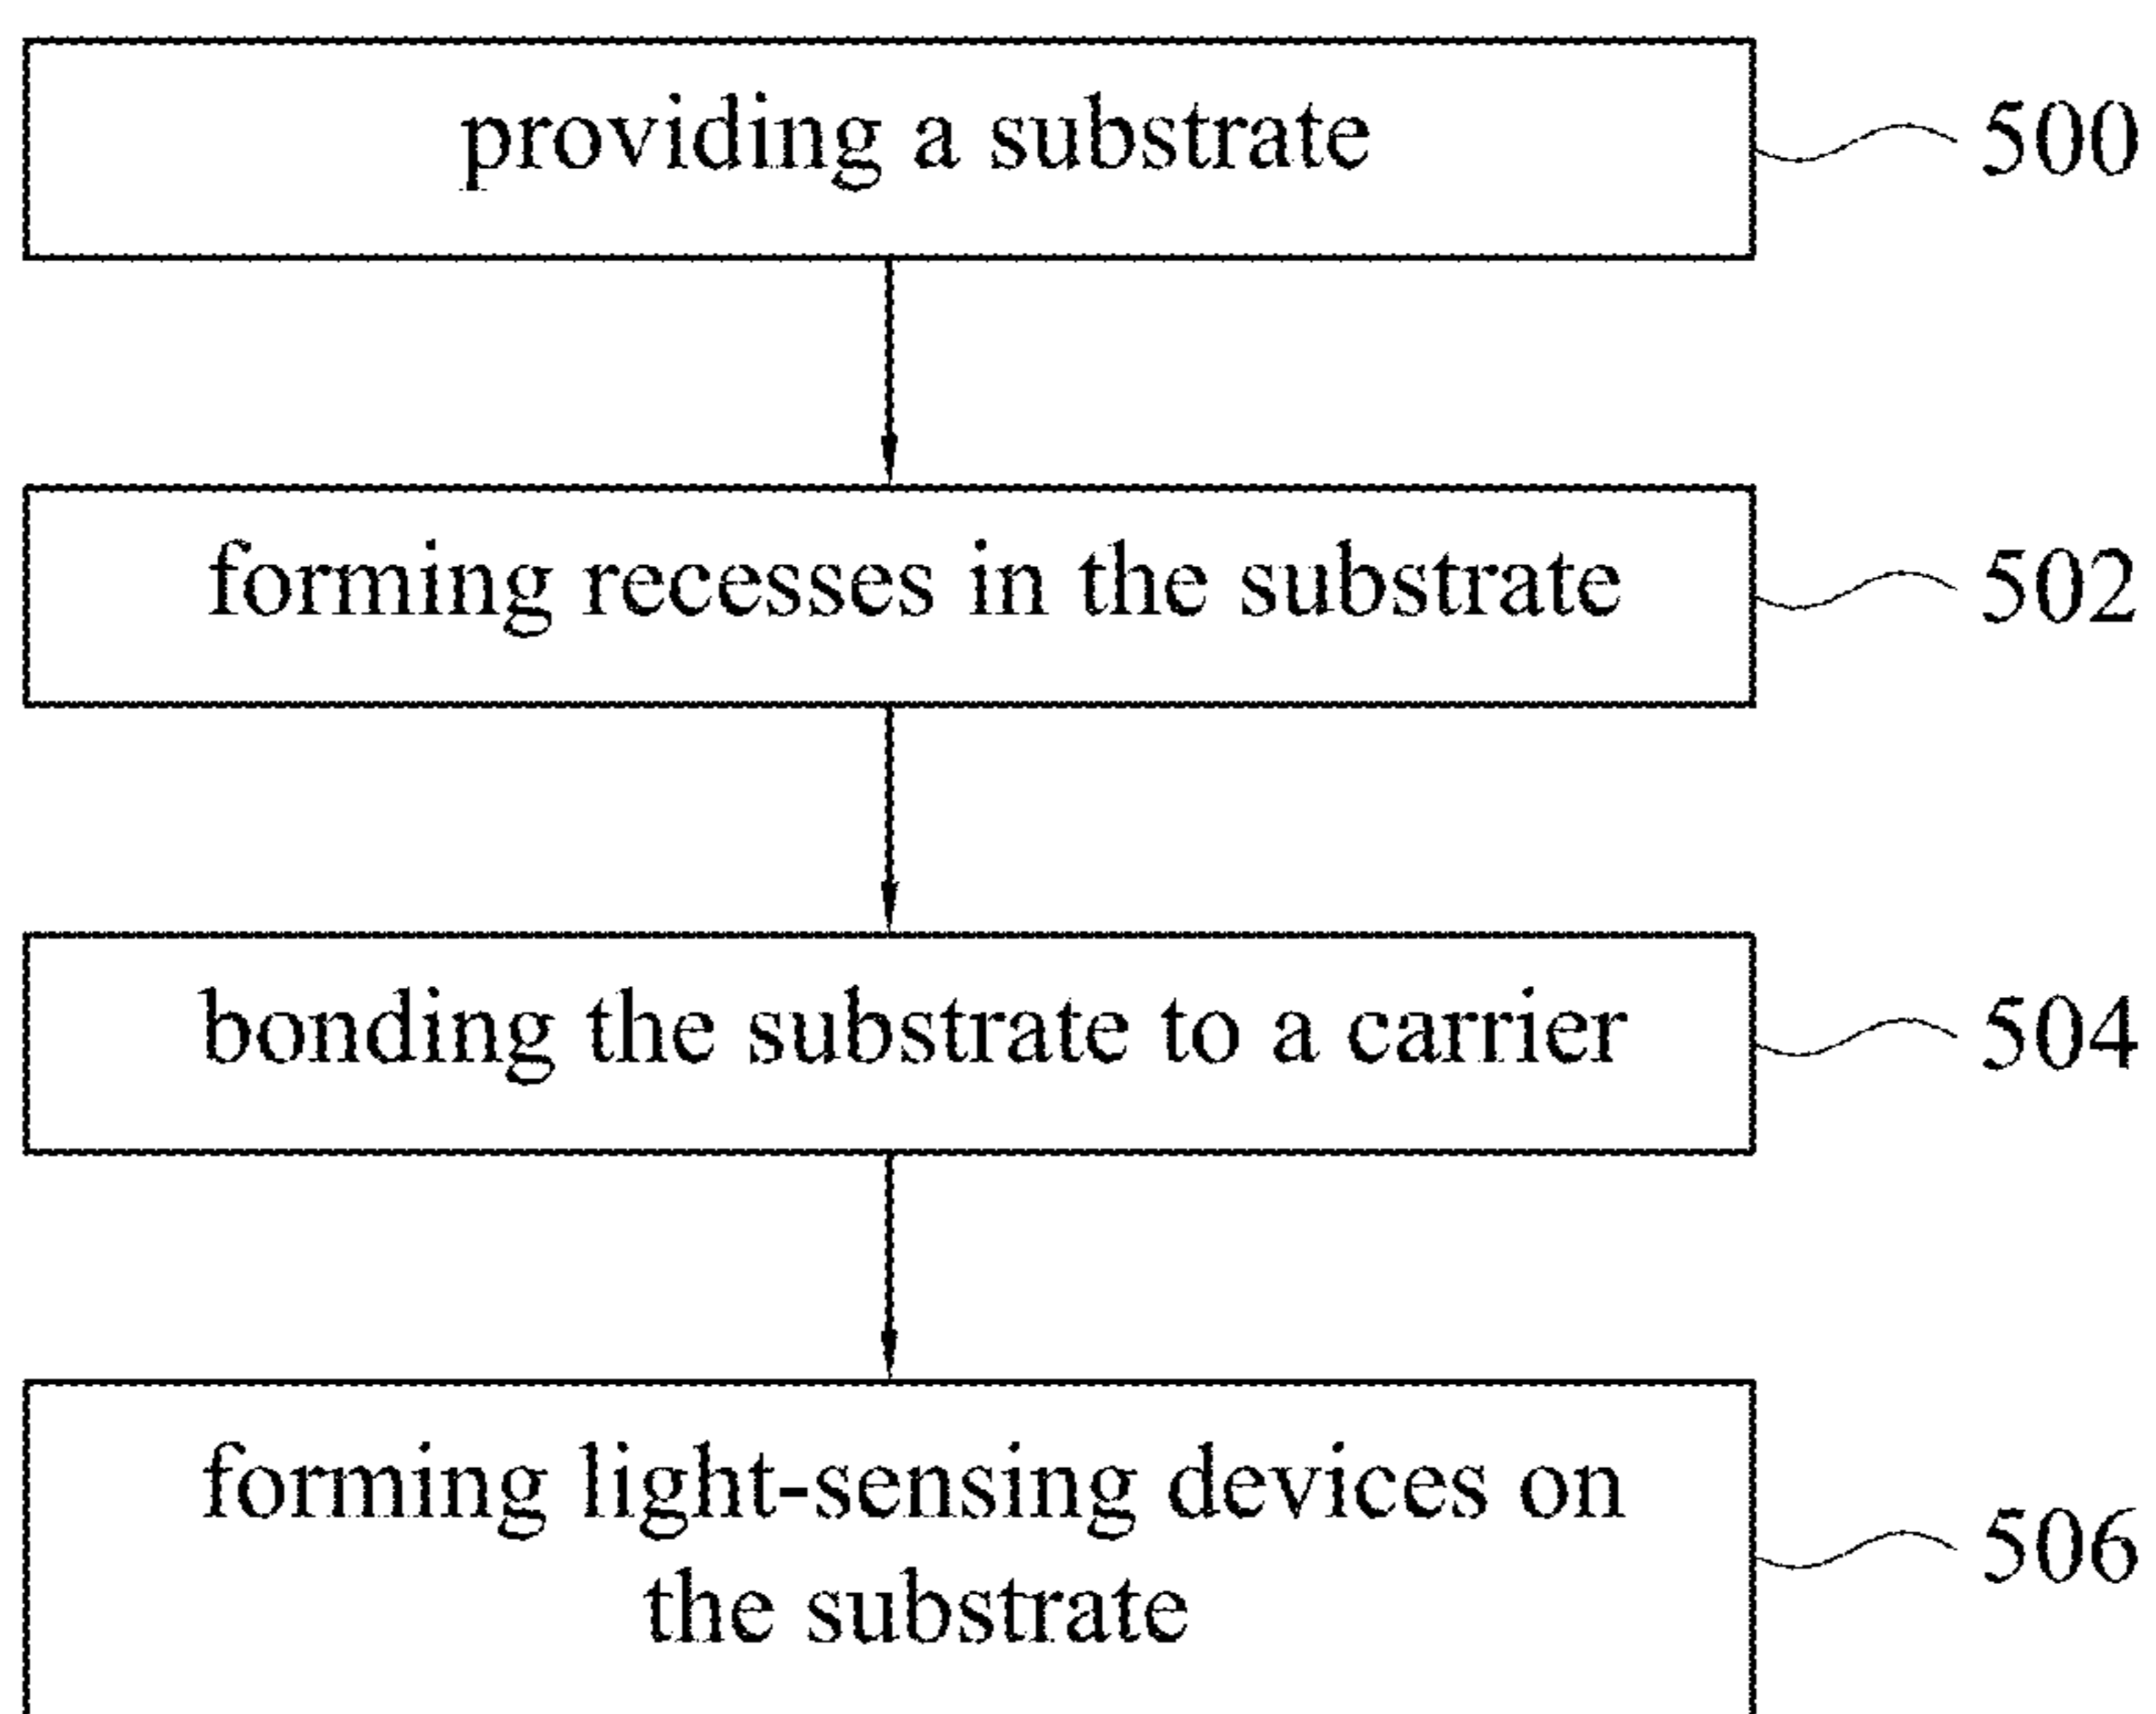 providing a substrate
500
forming recesses in the substrate
502
bonding the substrate to a carrier
504
forming light-sensing devices on
the substrate
506